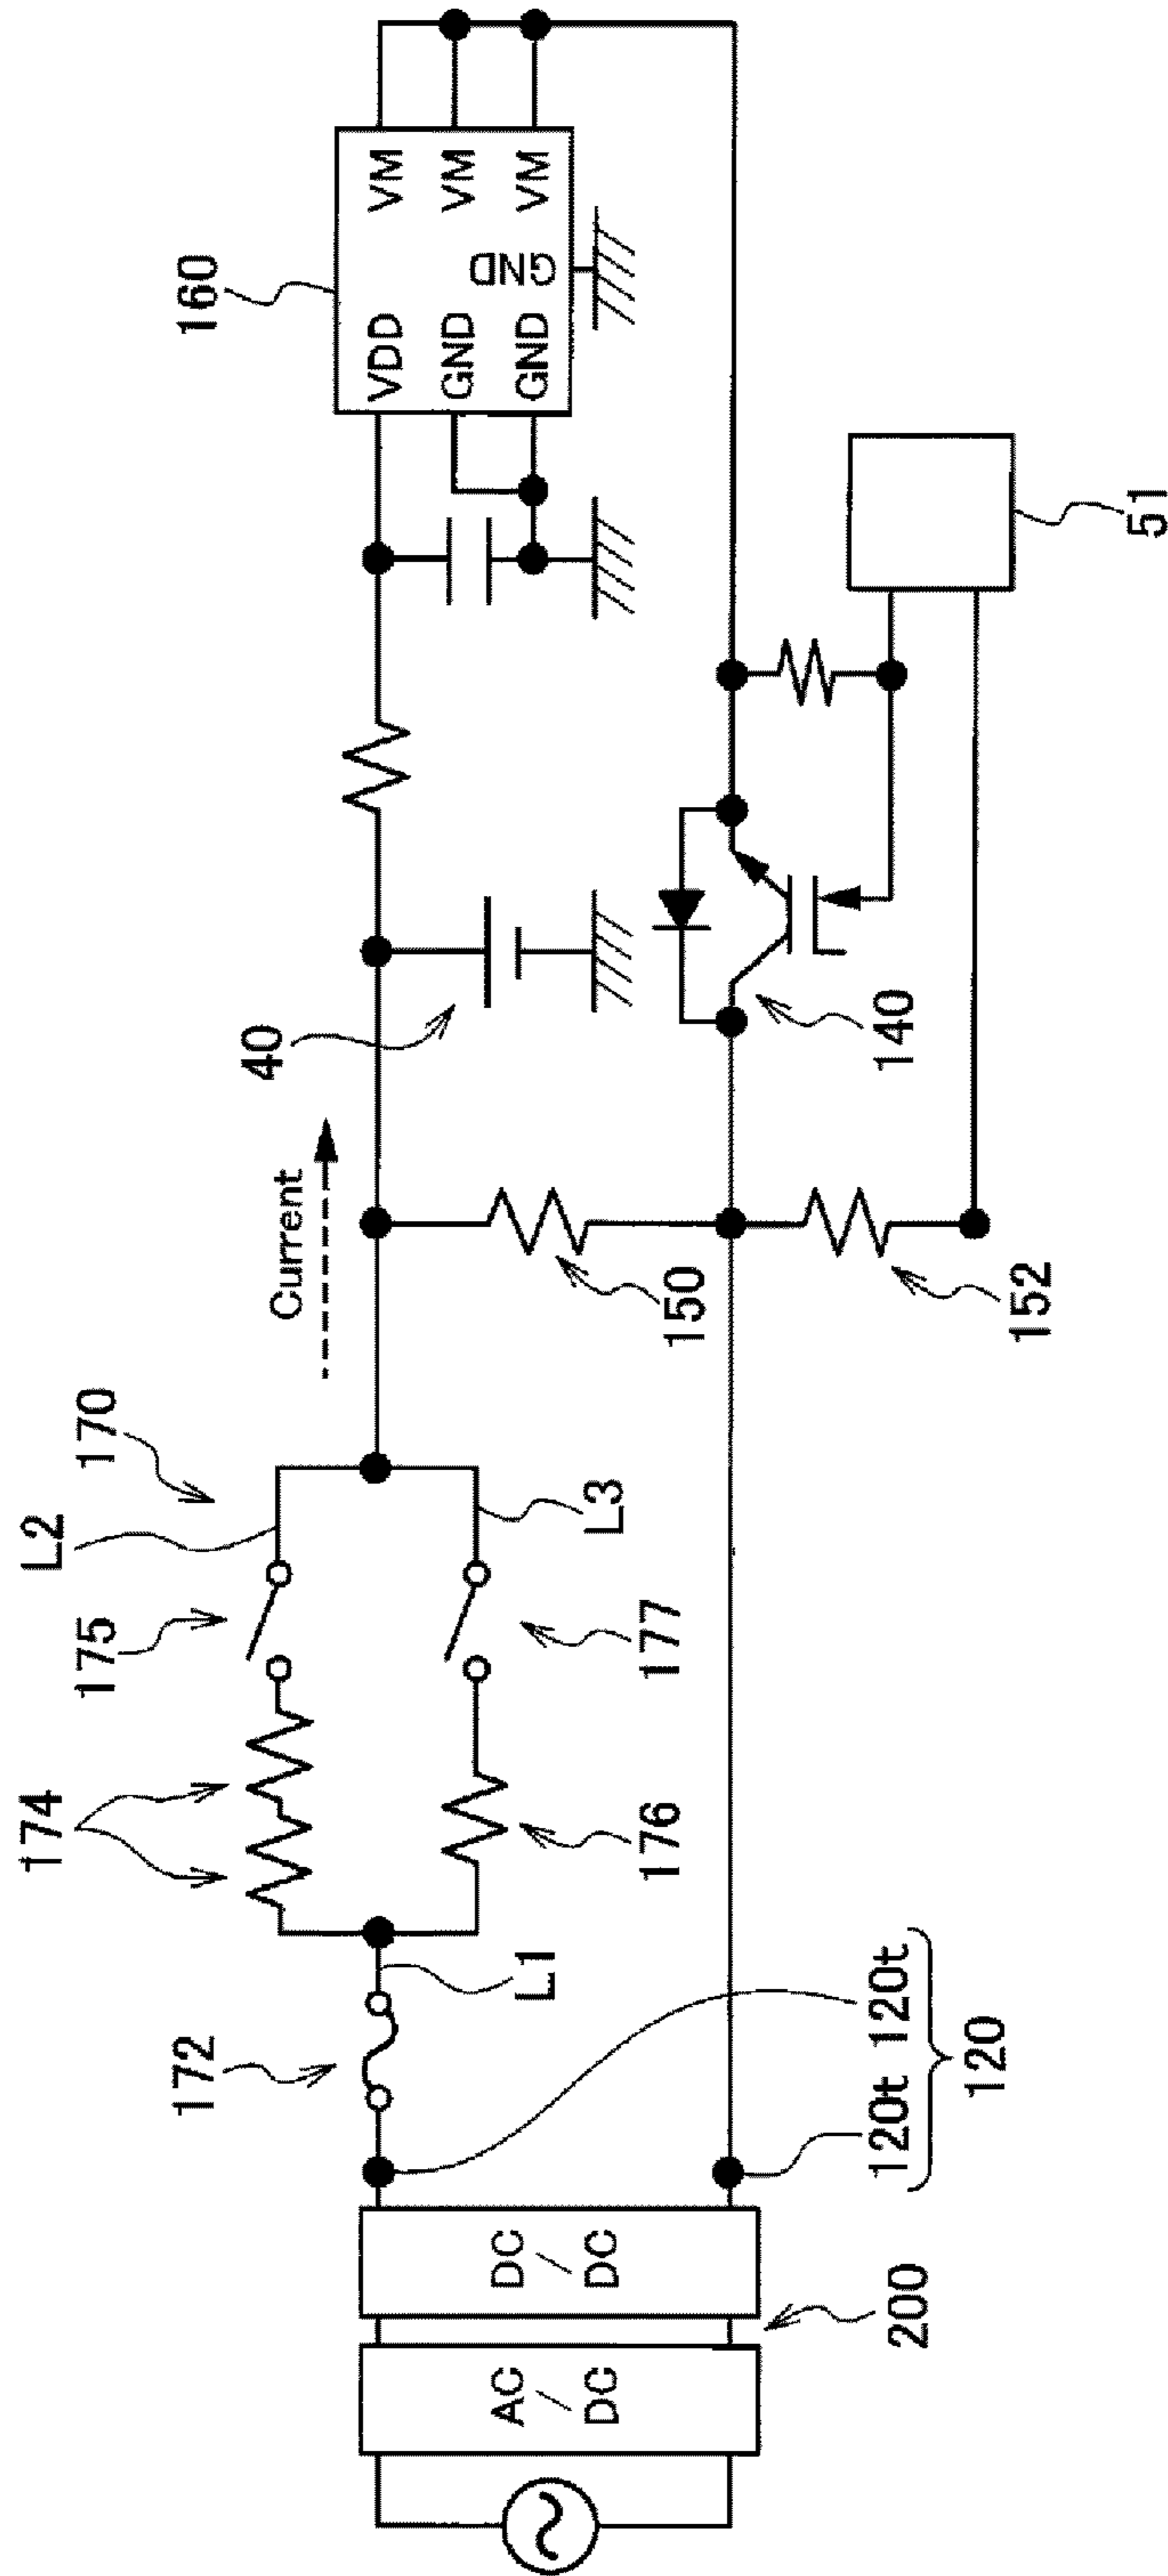 160
VDD
VM
GND
VM
GND
GND
VM
40
Current
170
L2
175
174
L3
177
176
L1
172
150
152
140
51
AC/DC
DC/DC
200
120t
120t
120